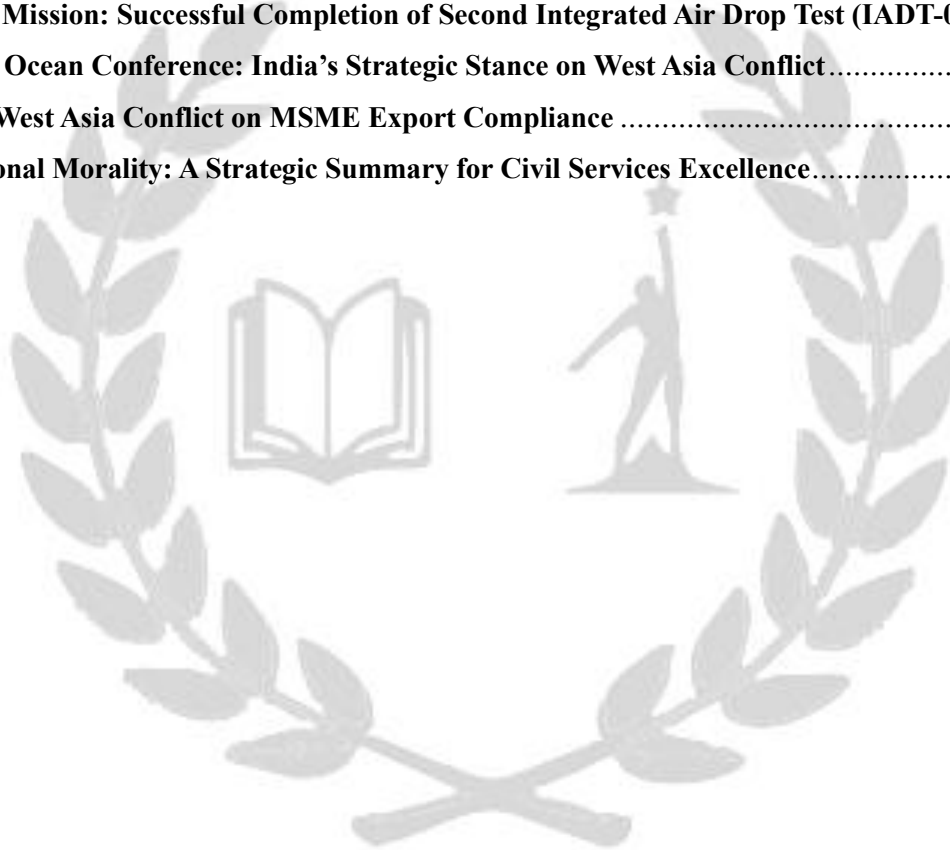 Mission: Successful Completion of Second Integrated Air Drop Test (IADT-0
Ocean Conference: India’s Strategic Stance on West Asia Conflict.................
West Asia Conflict on MSME Export Compliance ..............................................
onal Morality: A Strategic Summary for Civil Services Excellence...................